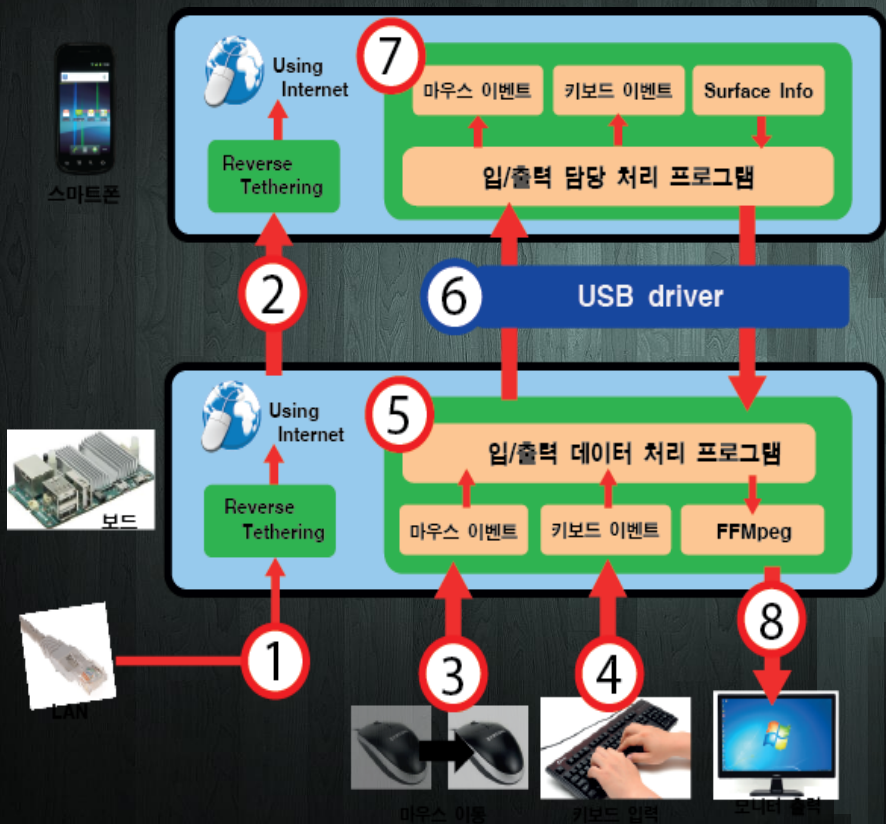 7
Using
Internet
마우스 이벤트
키보드 이벤트
Surface Info
Reverse
Tethering
입/출력 담당 처리 프로그램
스마트폰
2
6
USB driver
Using
Internet
5
입/출력 데이터 처리 프로그램
Reverse
Tethering
마우스 이벤트
키보드 이벤트
FFMpeg
보드
1
3
4
8
LAN
마우스 이동
키보드 입력
모니터 출력